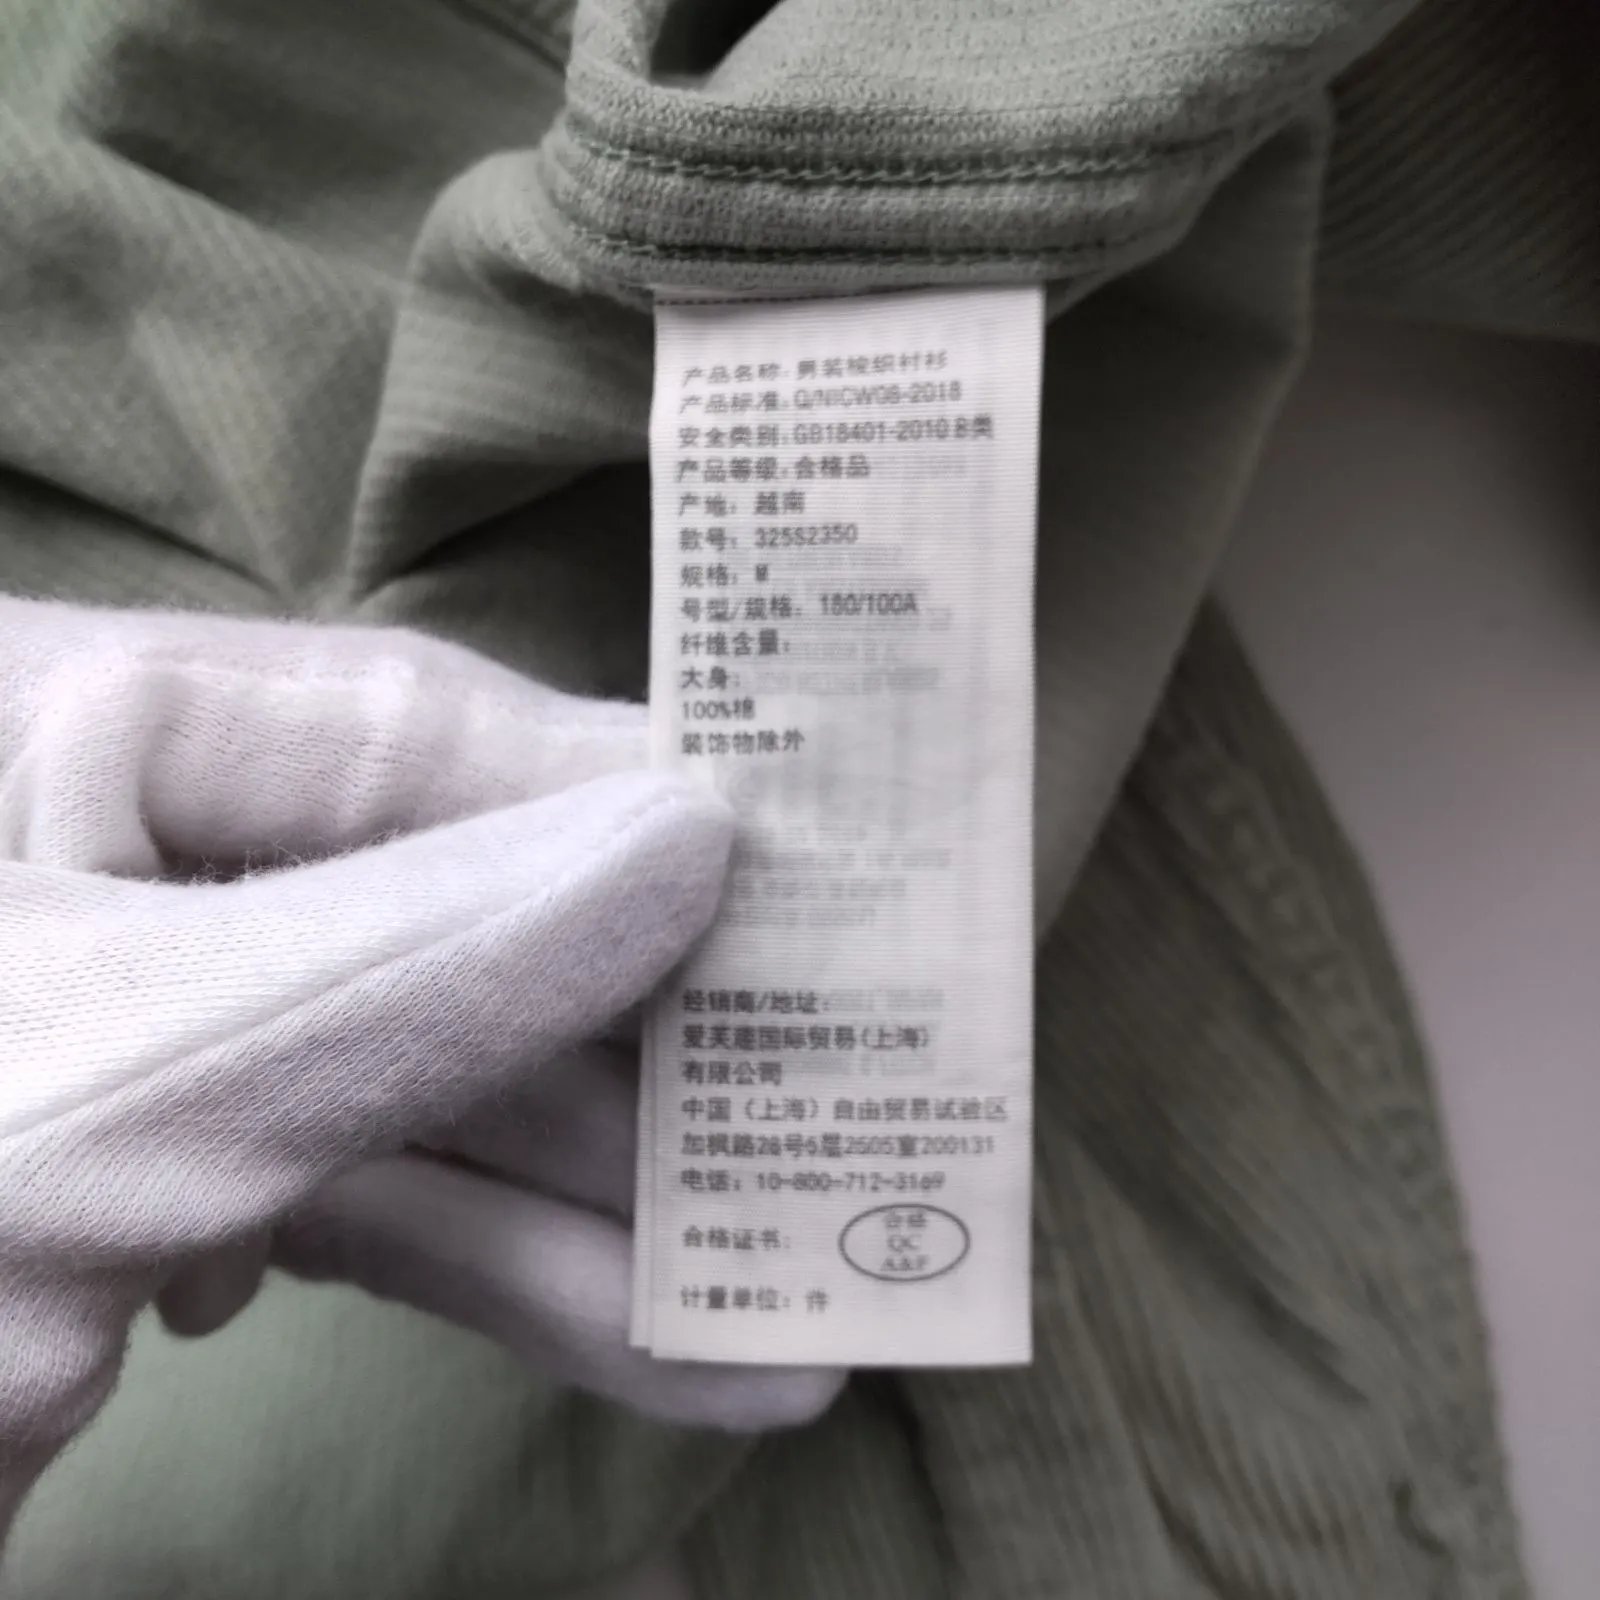 产品名称: 男装梭织衬衫
产品标准: Q/NICW08-2018
安全类别: GB18401-2010 B类
产品等级: 合格品
产地: 越南
款号: 325S2350
规格: M
号型/规格: 180/100A
纤维含量:
大身:
100%棉
装饰物除外
经销商/地址:
爱芙趣国际贸易(上海)
有限公司
中国(上海)自由贸易试验区
加枫路28号5层2505室200131
电话: 10-800-712-3169
合格证书:
合格
QC
A&F
计量单位: 件